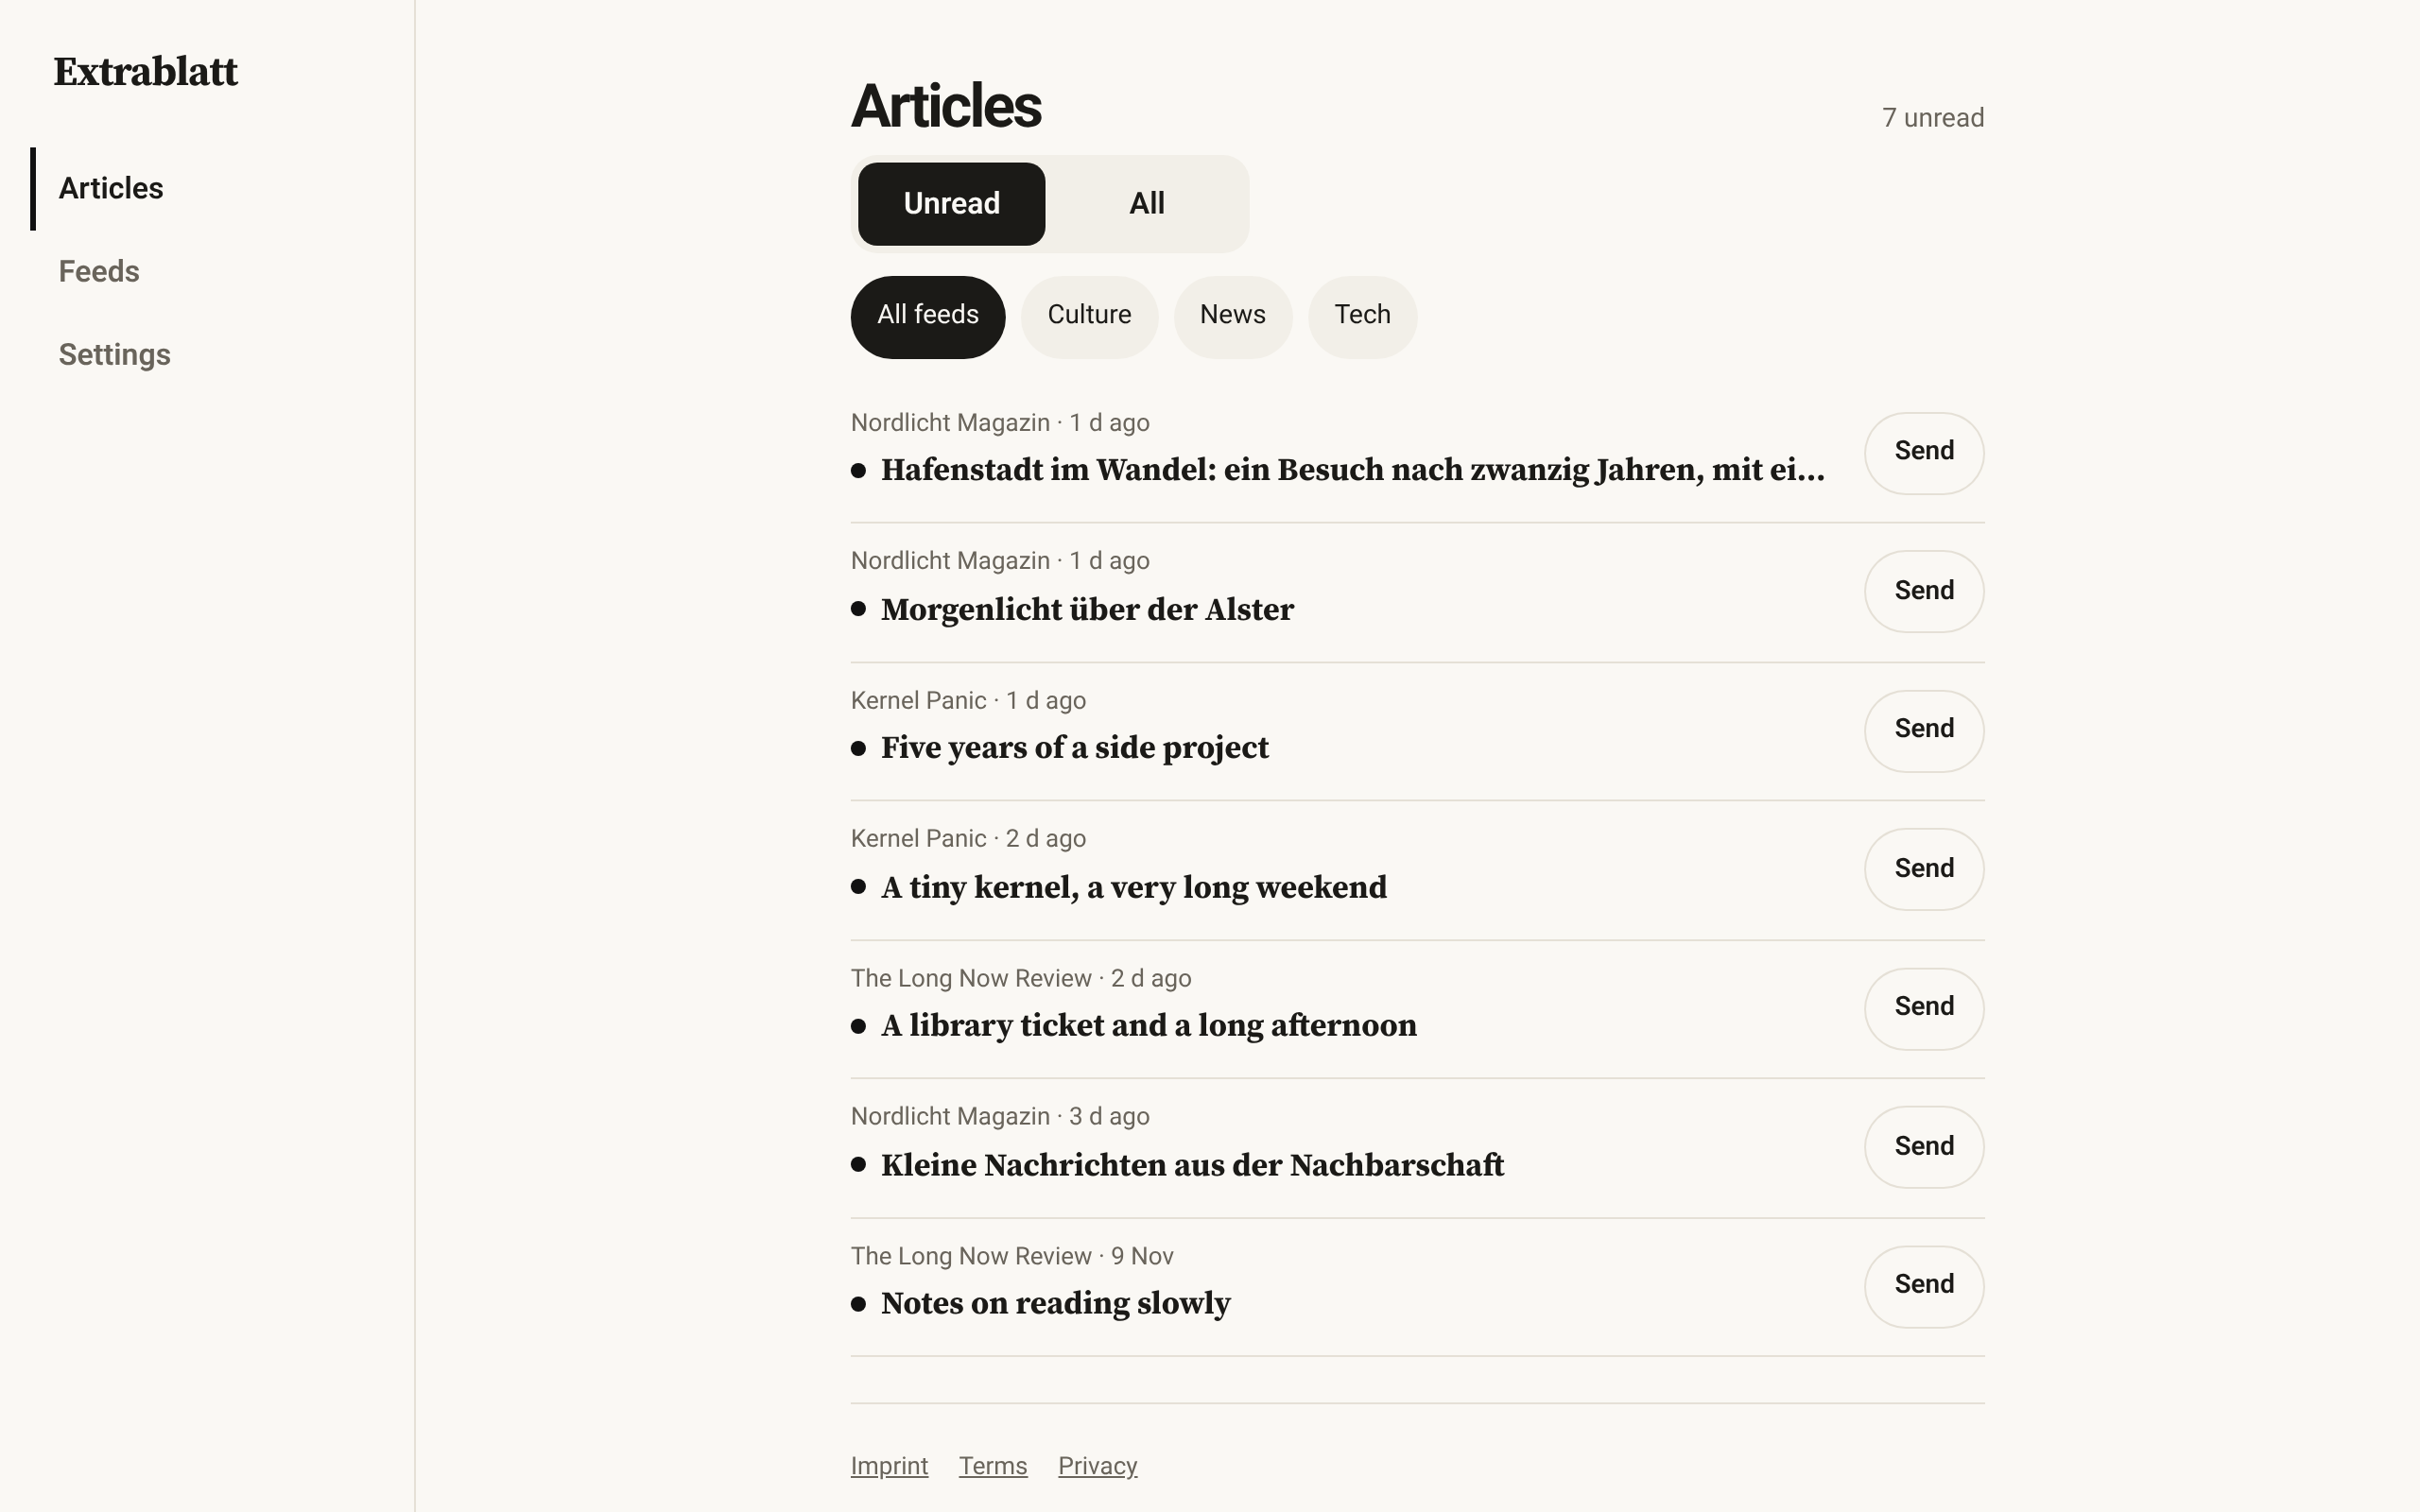 Extrablatt
Articles
Feeds
Settings
Articles
7 unread
Unread
All
All feeds
Culture
News
Tech
Nordlicht Magazin · 1 d ago
Hafenstadt im Wandel: ein Besuch nach zwanzig Jahren, mit ei…
Send
Nordlicht Magazin · 1 d ago
Morgenlicht über der Alster
Send
Kernel Panic · 1 d ago
Five years of a side project
Send
Kernel Panic · 2 d ago
A tiny kernel, a very long weekend
Send
The Long Now Review · 2 d ago
A library ticket and a long afternoon
Send
Nordlicht Magazin · 3 d ago
Kleine Nachrichten aus der Nachbarschaft
Send
The Long Now Review · 9 Nov
Notes on reading slowly
Send
Imprint
Terms
Privacy